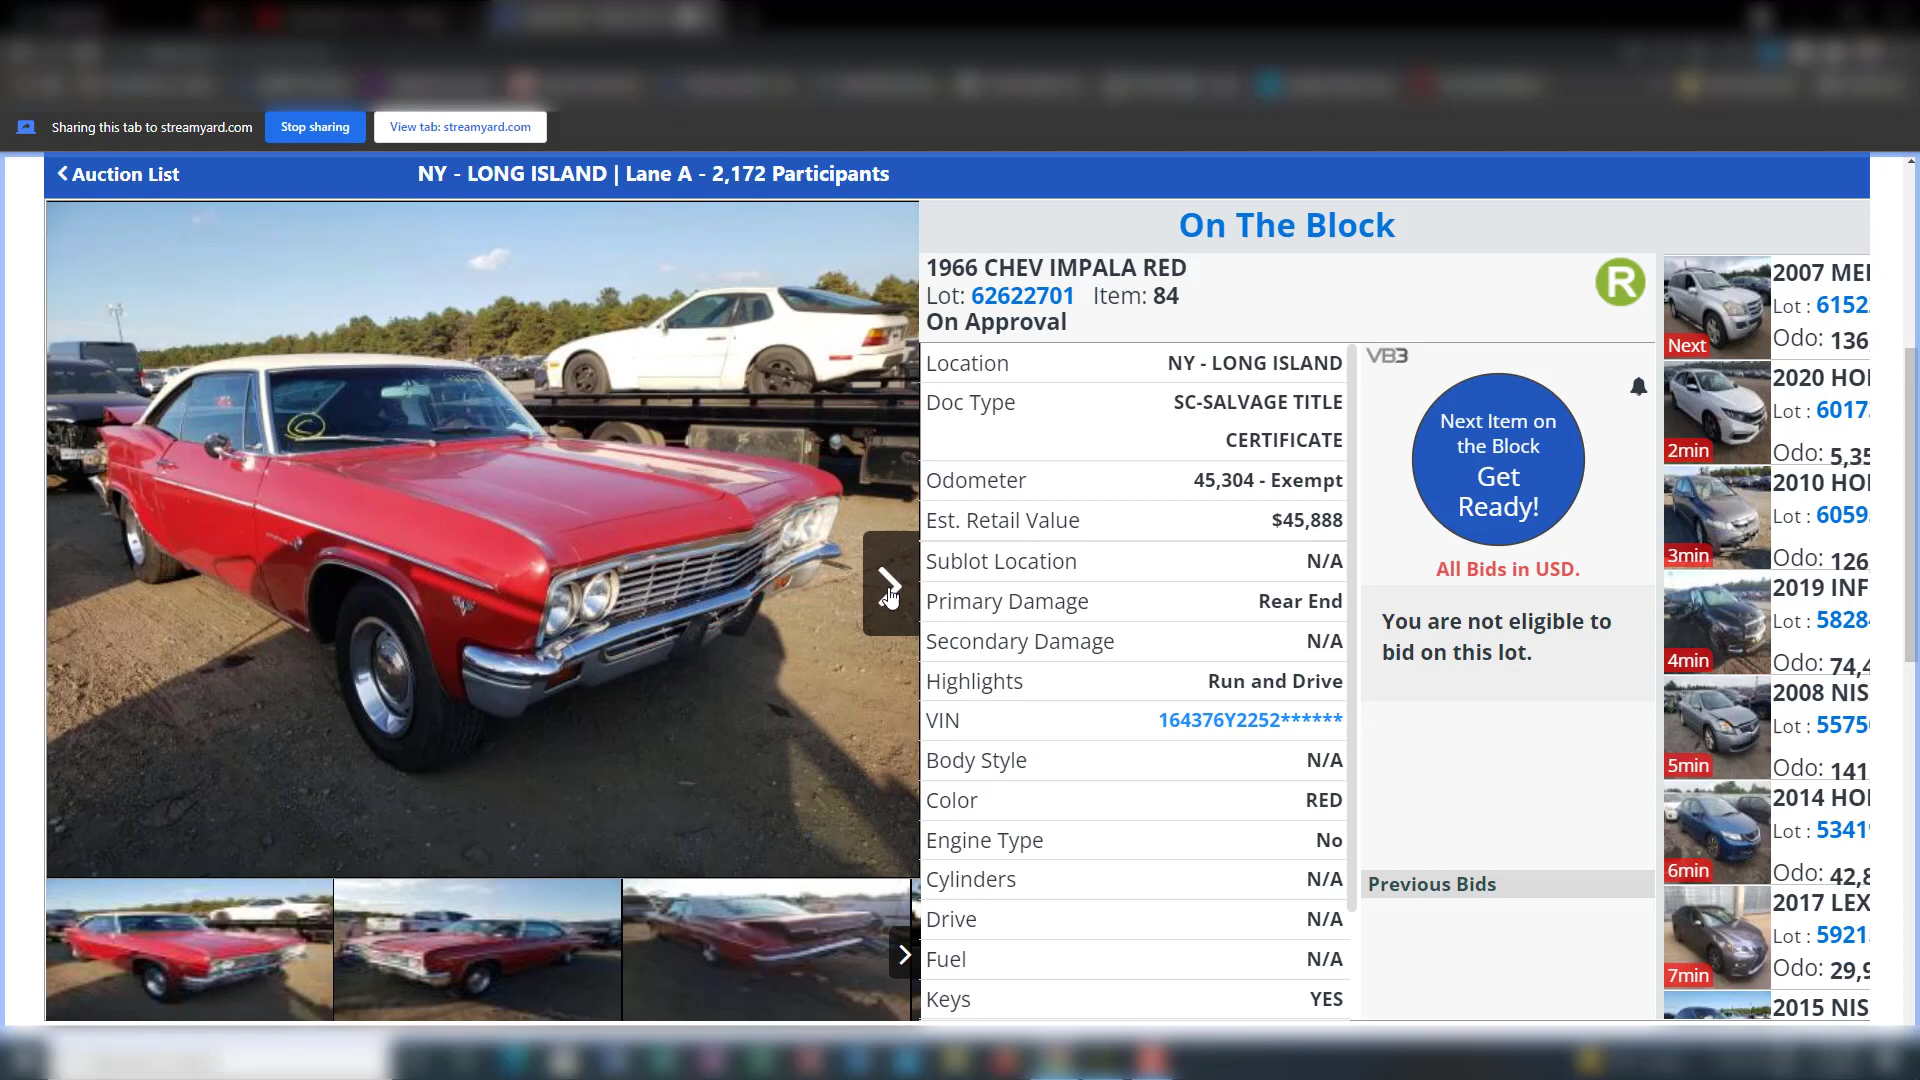 Sharing this tab to streamyard.com
Stop sharing
View tab: streamyard.com
Auction List
NY - LONG ISLAND | Lane A - 2,172 Participants
On The Block
1966 CHEV IMPALA RED
Lot: 62622701 Item: 84
On Approval
R
Location NY - LONG ISLAND
Doc Type SC-SALVAGE TITLE
CERTIFICATE
Odometer 45,304 - Exempt
Est. Retail Value $45,888
Sublot Location N/A
Primary Damage Rear End
Secondary Damage N/A
Highlights Run and Drive
VIN 164376Y2252******
Body Style N/A
Color RED
Engine Type No
Cylinders N/A
Drive N/A
Fuel N/A
Keys YES
VB3
Next Item on
the Block
Get
Ready!
All Bids in USD.
You are not eligible to
bid on this lot.
Previous Bids
2007 MEI
Lot : 6152
Next
Odo: 136
2020 HOI
Lot : 6017
2min
Odo: 5,35
2010 HOI
Lot : 6059
3min
Odo: 126
2019 INF
Lot : 5828
4min
Odo: 74,4
2008 NIS
Lot : 5575
5min
Odo: 141
2014 HOI
Lot : 5341
6min
Odo: 42,8
2017 LEX
Lot : 5921
7min
Odo: 29,9
2015 NIS